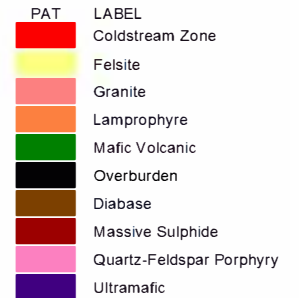 PAT LABEL
Coldstream Zone
Felsite
Granite
Lamprophyre
Mafic Volcanic
Overburden
Diabase
Massive Sulphide
Quartz-Feldspar Porphyry
Ultramafic